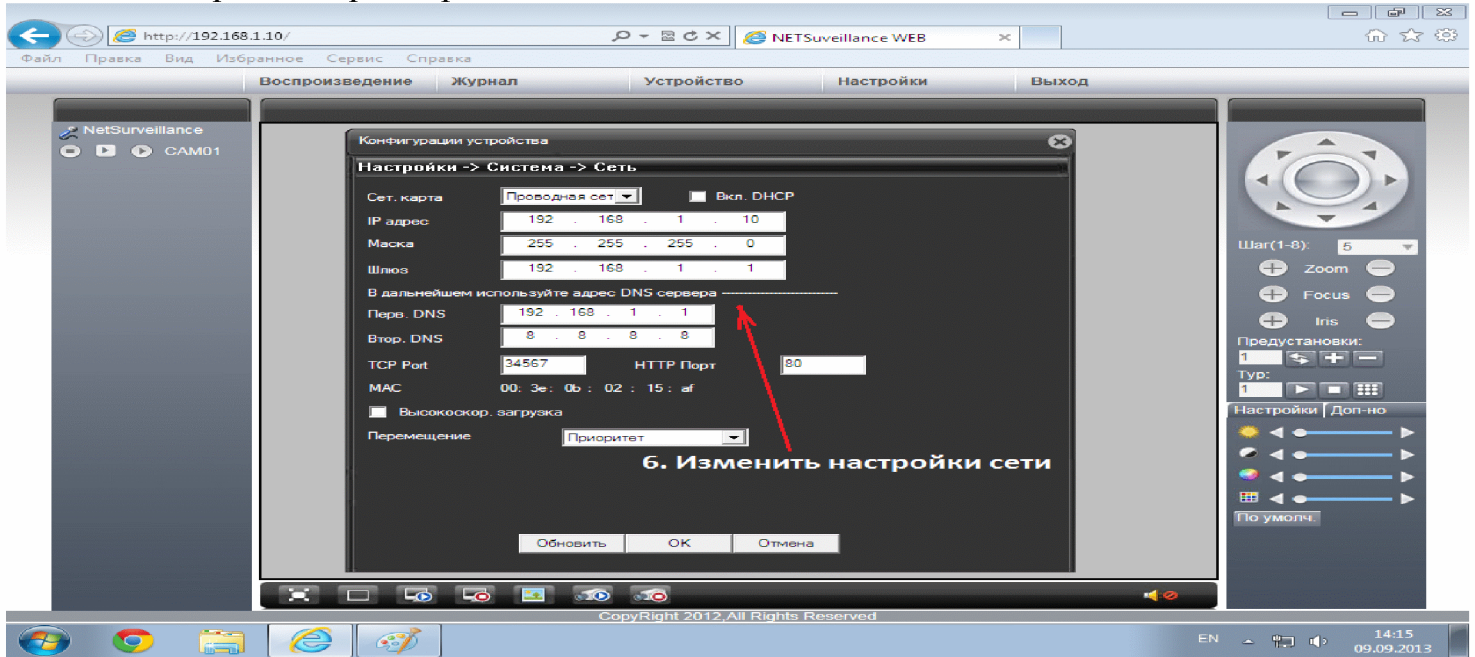 http://192.168.1.10/
NETSuveillance WEB
Файл Правка Вид Избранное Сервис Справка
Воспроизведение Журнал Устройство Настройки Выход
NetSurveillance
CAM01
Конфигурации устройства
Настройки -> Система -> Сеть
Сет. карта Проводная сет Вкл. DHCP
IP адрес 192 . 168 . 1 . 10
Маска 255 . 255 . 255 . 0
Шлюз 192 . 168 . 1 . 1
В дальнейшем используйте адрес DNS сервера --------------------------
Перв. DNS 192 . 168 . 1 . 1
Втор. DNS 8 . 8 . 8 . 8
TCP Port 34567 HTTP Порт 80
MAC 00: 3e: 0b : 02 : 15 : af
Высокоскор. загрузка
Перемещение Приоритет
6. Изменить настройки сети
Обновить OK Отмена
Шаг(1-8): 5
Zoom
Focus
Iris
Предустановки:
1
Тур:
1
Настройки Доп-но
По умолч.
CopyRight 2012,All Rights Reserved
EN
14:15
09.09.2013